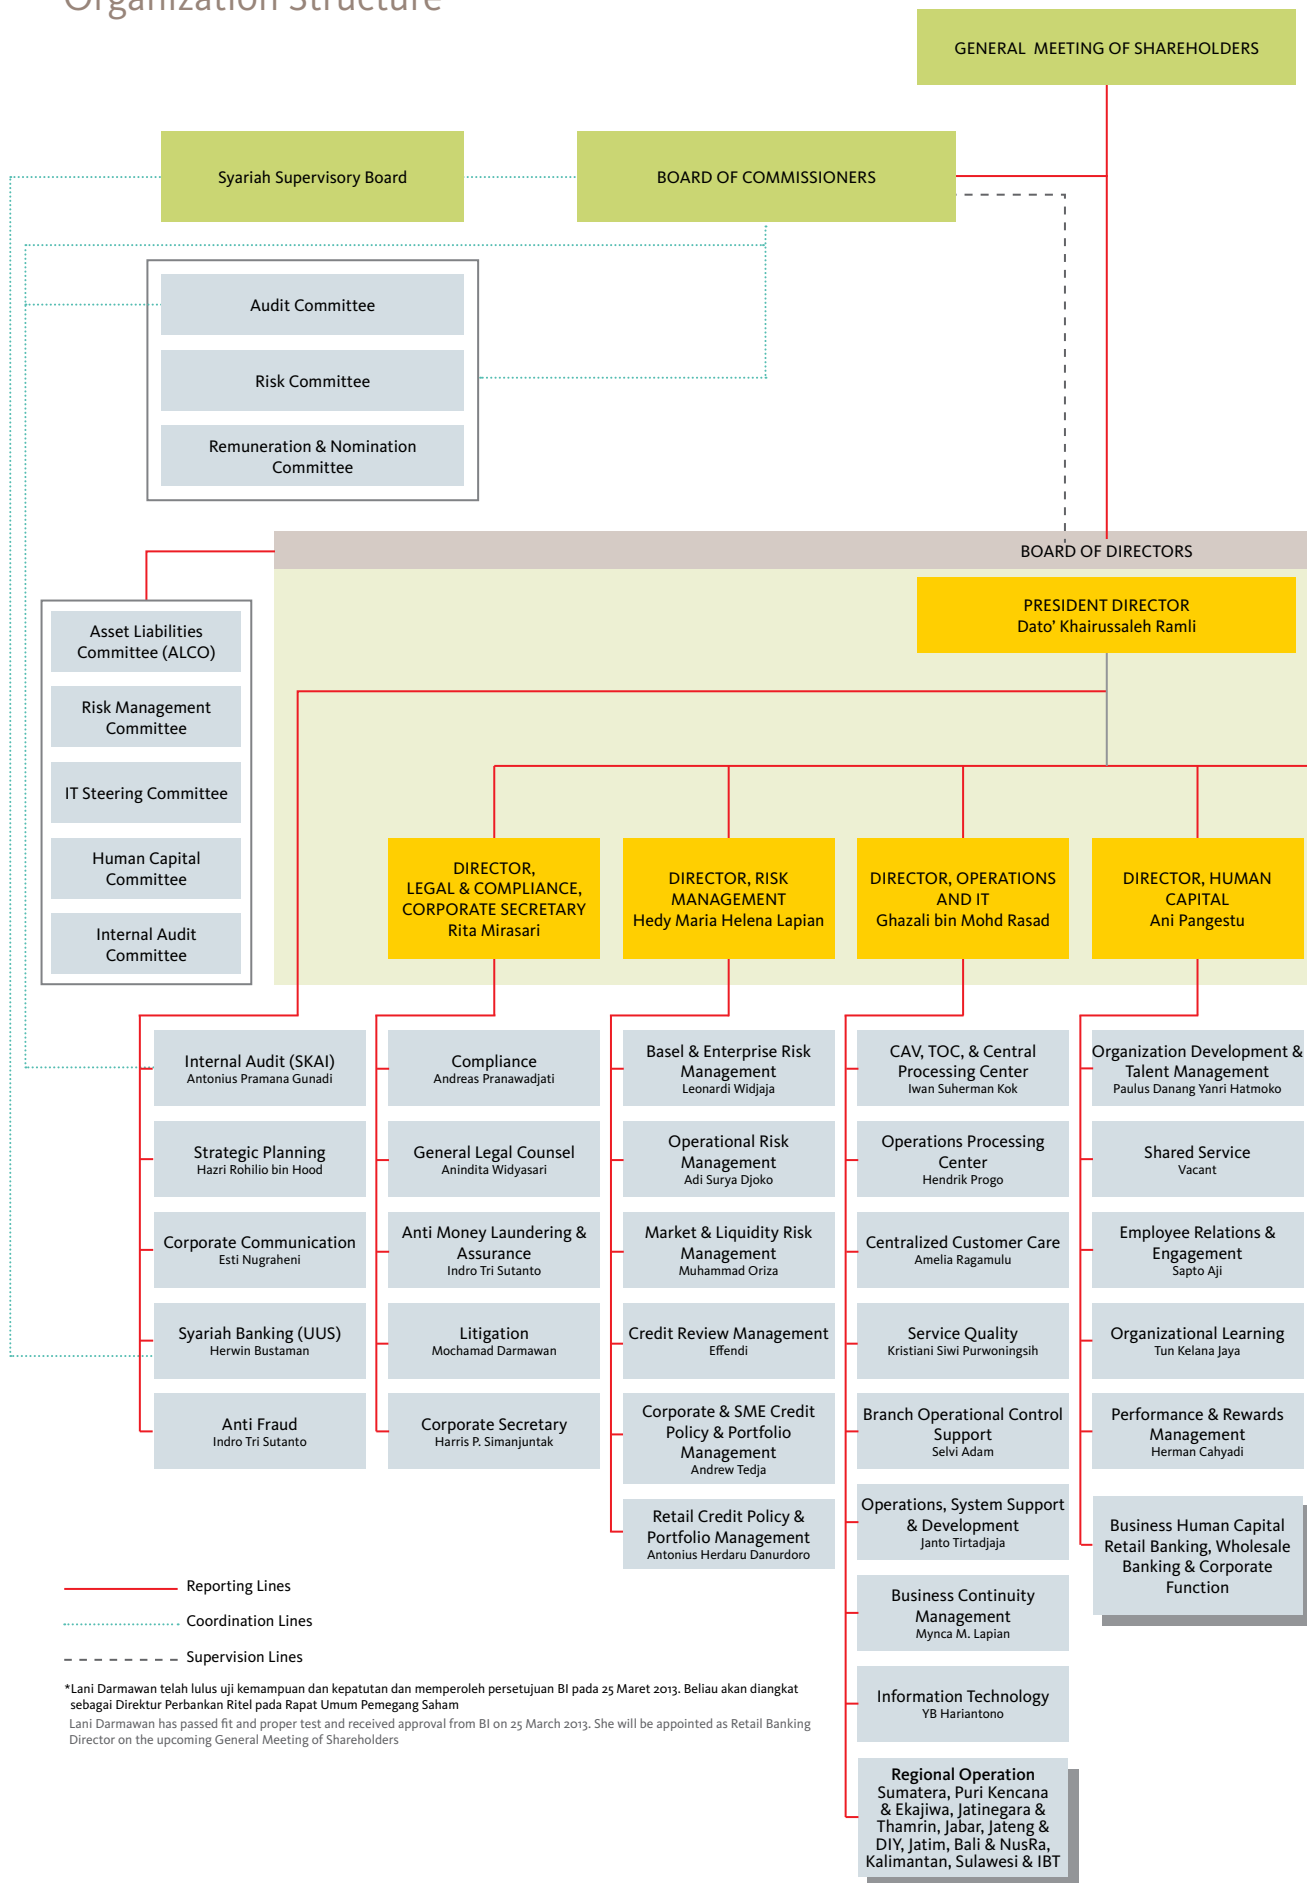 Organization Structure
GENERAL MEETING OF SHAREHOLDERS
Syariah Supervisory Board
BOARD OF COMMISSIONERS
Audit Committee
Risk Committee
Remuneration & Nomination
Committee
BOARD OF DIRECTORS
PRESIDENT DIRECTOR
Dato' Khairussaleh Ramli
Asset Liabilities
Committee (ALCO)
Risk Management
Committee
IT Steering Committee
Human Capital
Committee
Internal Audit
Committee
DIRECTOR,
LEGAL & COMPLIANCE,
CORPORATE SECRETARY
Rita Mirasari
DIRECTOR, RISK
MANAGEMENT
Hedy Maria Helena Lapian
DIRECTOR, OPERATIONS
AND IT
Ghazali bin Mohd Rasad
DIRECTOR, HUMAN
CAPITAL
Ani Pangestu
Internal Audit (SKAI)
Antonius Pramana Gunadi
Strategic Planning
Hazri Rohilio bin Hood
Corporate Communication
Esti Nugraheni
Syariah Banking (UUS)
Herwin Bustaman
Anti Fraud
Indro Tri Sutanto
Compliance
Andreas Pranawadjati
General Legal Counsel
Anindita Widyasari
Anti Money Laundering &
Assurance
Indro Tri Sutanto
Litigation
Mochamad Darmawan
Corporate Secretary
Harris P. Simanjuntak
Basel & Enterprise Risk
Management
Leonardi Widjaja
Operational Risk
Management
Adi Surya Djoko
Market & Liquidity Risk
Management
Muhammad Oriza
Credit Review Management
Effendi
Corporate & SME Credit
Policy & Portfolio
Management
Andrew Tedja
Retail Credit Policy &
Portfolio Management
Antonius Herdaru Danurdoro
CAV, TOC, & Central
Processing Center
Iwan Suherman Kok
Operations Processing
Center
Hendrik Progo
Centralized Customer Care
Amelia Ragamulu
Service Quality
Kristiani Siwi Purwoningsih
Branch Operational Control
Support
Selvi Adam
Operations, System Support
& Development
Janto Tirtadjaja
Business Continuity
Management
Mynca M. Lapian
Information Technology
YB Hariantono
Regional Operation
Sumatera, Puri Kencana
& Ekajiwa, Jatinegara &
Thamrin, Jabar, Jateng &
DIY, Jatim, Bali & NusRa,
Kalimantan, Sulawesi & IBT
Organization Development &
Talent Management
Paulus Danang Yanri Hatmoko
Shared Service
Vacant
Employee Relations &
Engagement
Sapto Aji
Organizational Learning
Tun Kelana Jaya
Performance & Rewards
Management
Herman Cahyadi
Business Human Capital
Retail Banking, Wholesale
Banking & Corporate
Function
Reporting Lines
Coordination Lines
Supervision Lines
*Lani Darmawan telah lulus uji kemampuan dan kepatutan dan memperoleh persetujuan BI pada 25 Maret 2013. Beliau akan diangkat
sebagai Direktur Perbankan Ritel pada Rapat Umum Pemegang Saham
Lani Darmawan has passed fit and proper test and received approval from BI on 25 March 2013. She will be appointed as Retail Banking
Director on the upcoming General Meeting of Shareholders